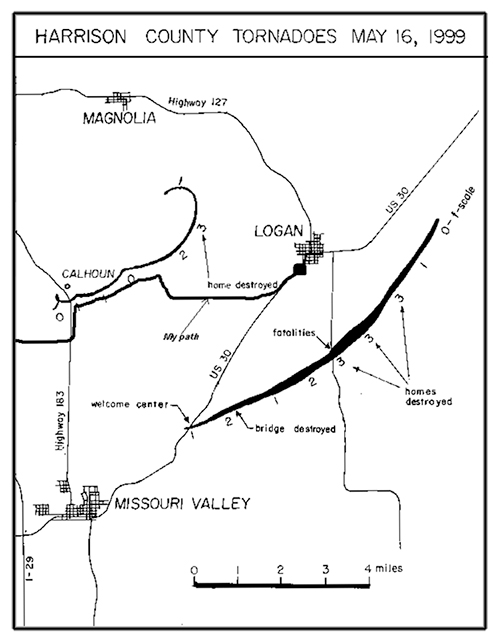 HARRISON COUNTY TORNADOES MAY 16, 1999
Highway 127
MAGNOLIA
US 30
1
LOGAN
3
0 - f-scale
2
CALHOUN
0
home destroyed
1
0
1
0
My path
3
fatalities
US 30
3
3
homes
destroyed
2
welcome center
1
2
bridge destroyed
1
Highway 183
MISSOURI VALLEY
I-29
0 1 2 3 4 miles